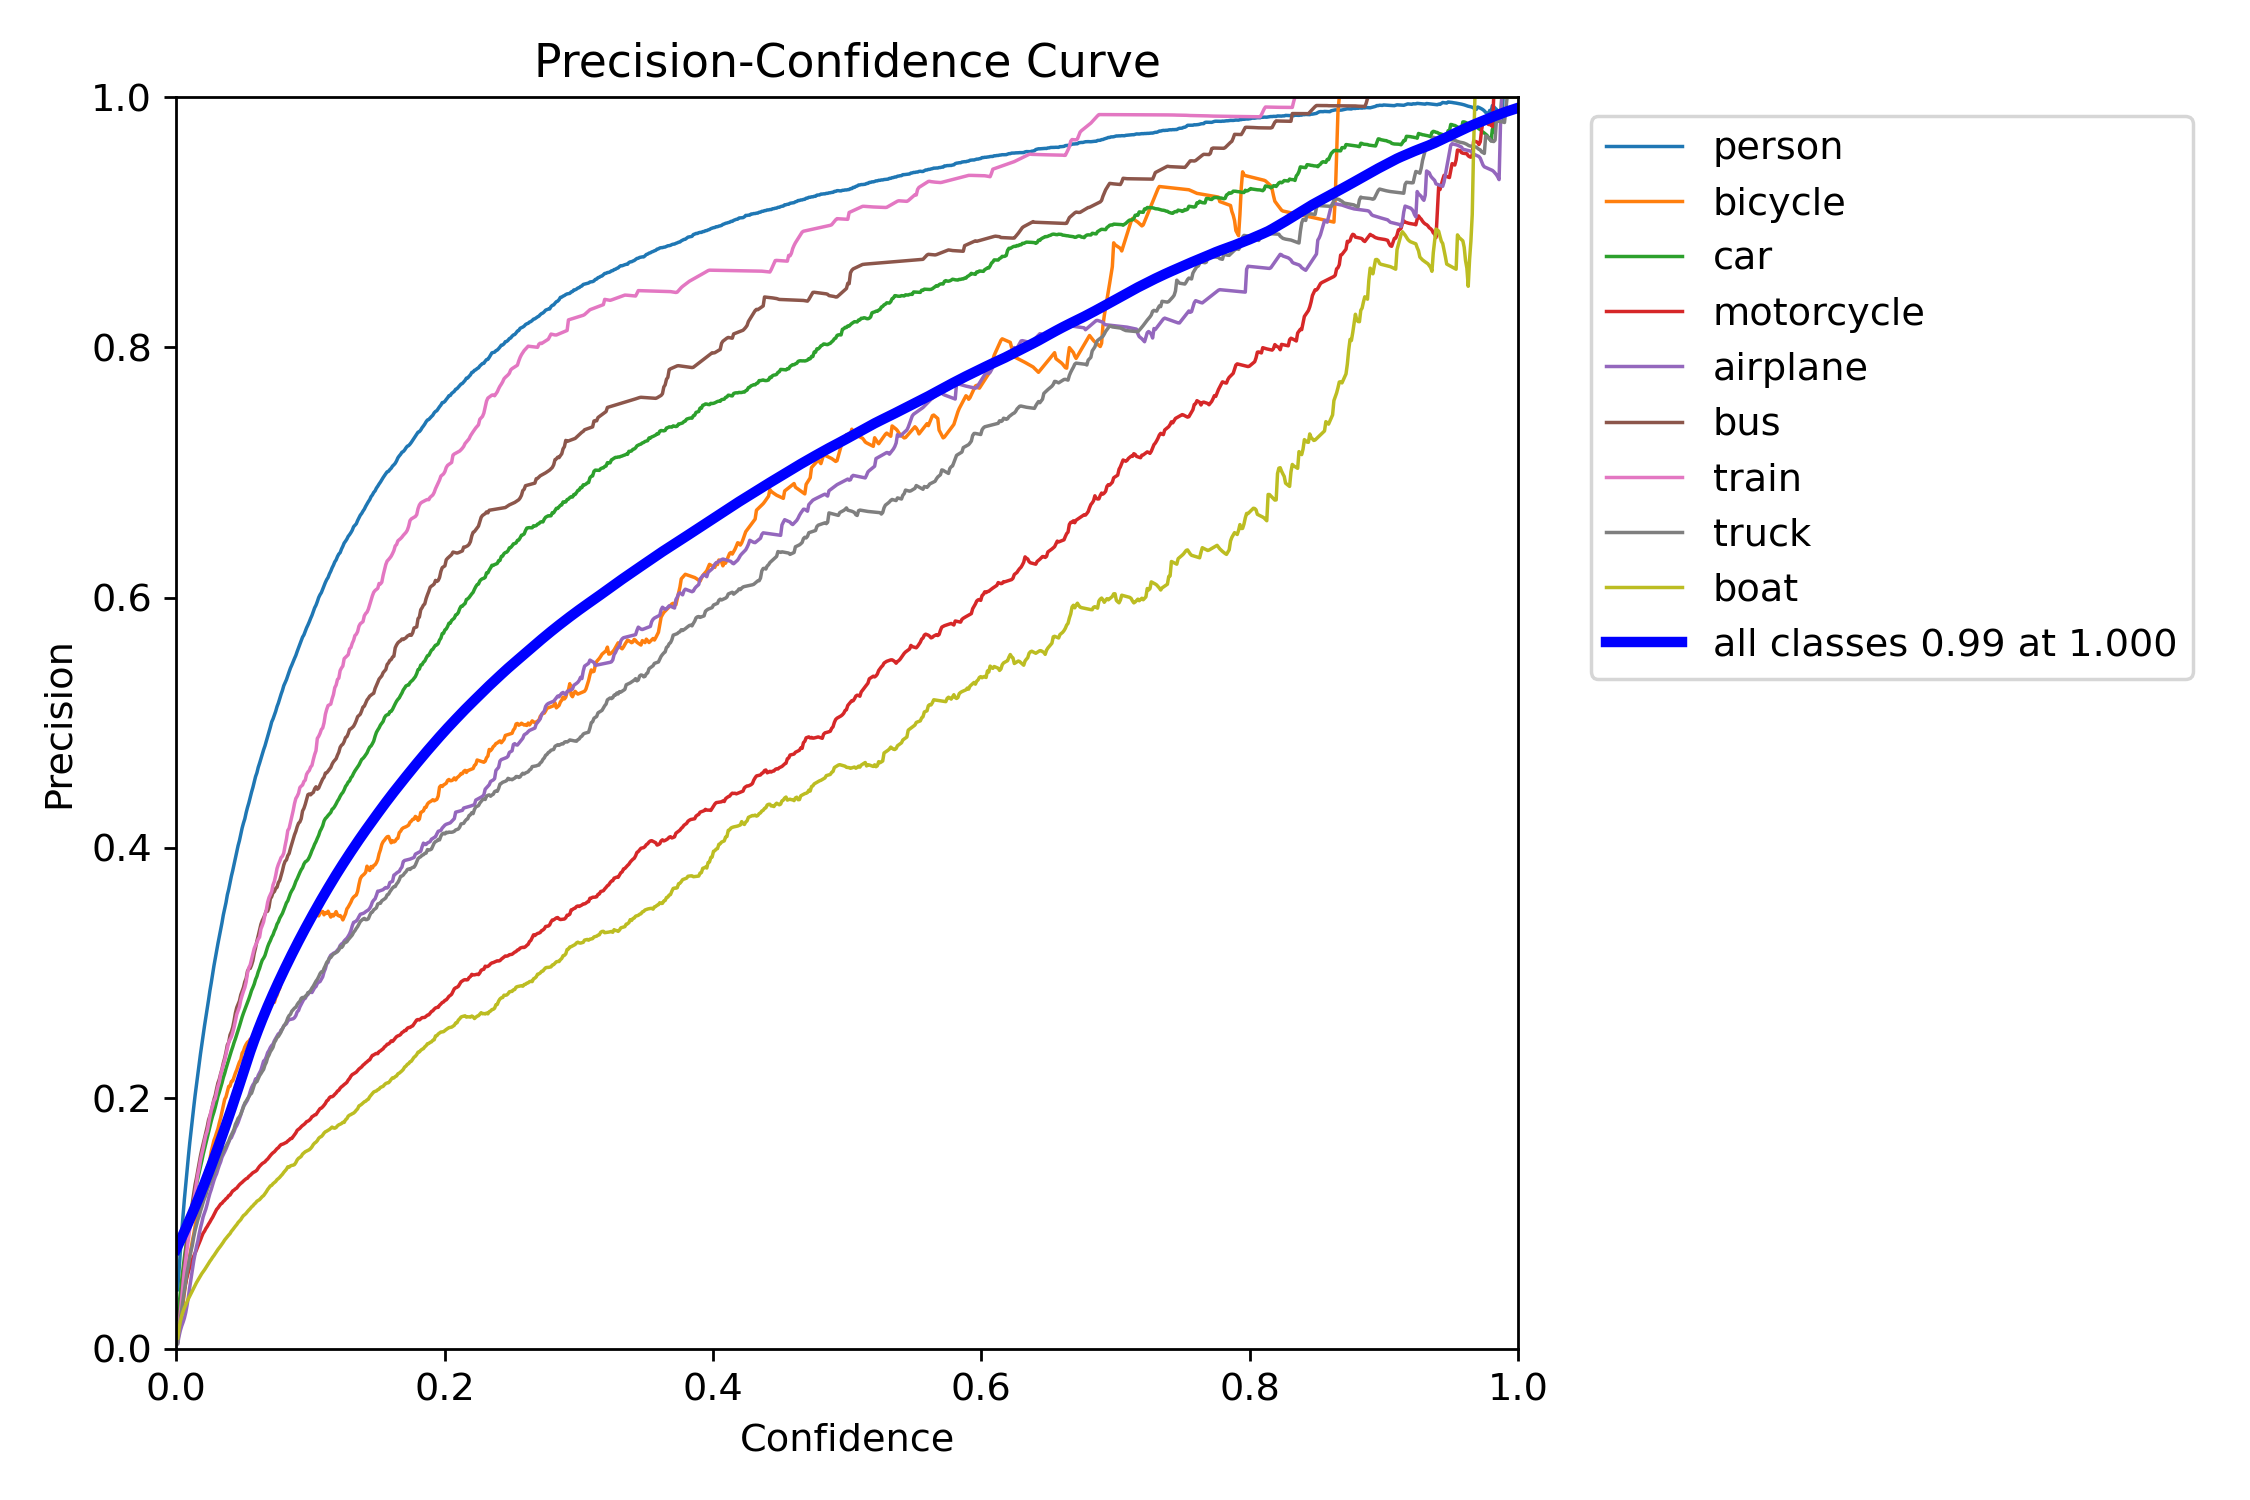 Precision-Confidence Curve
1.0
0.8
0.6
0.4
0.2
0.0
Precision
0.0 0.2 0.4 0.6 0.8 1.0
Confidence
person
bicycle
car
motorcycle
airplane
bus
train
truck
boat
all classes 0.99 at 1.000